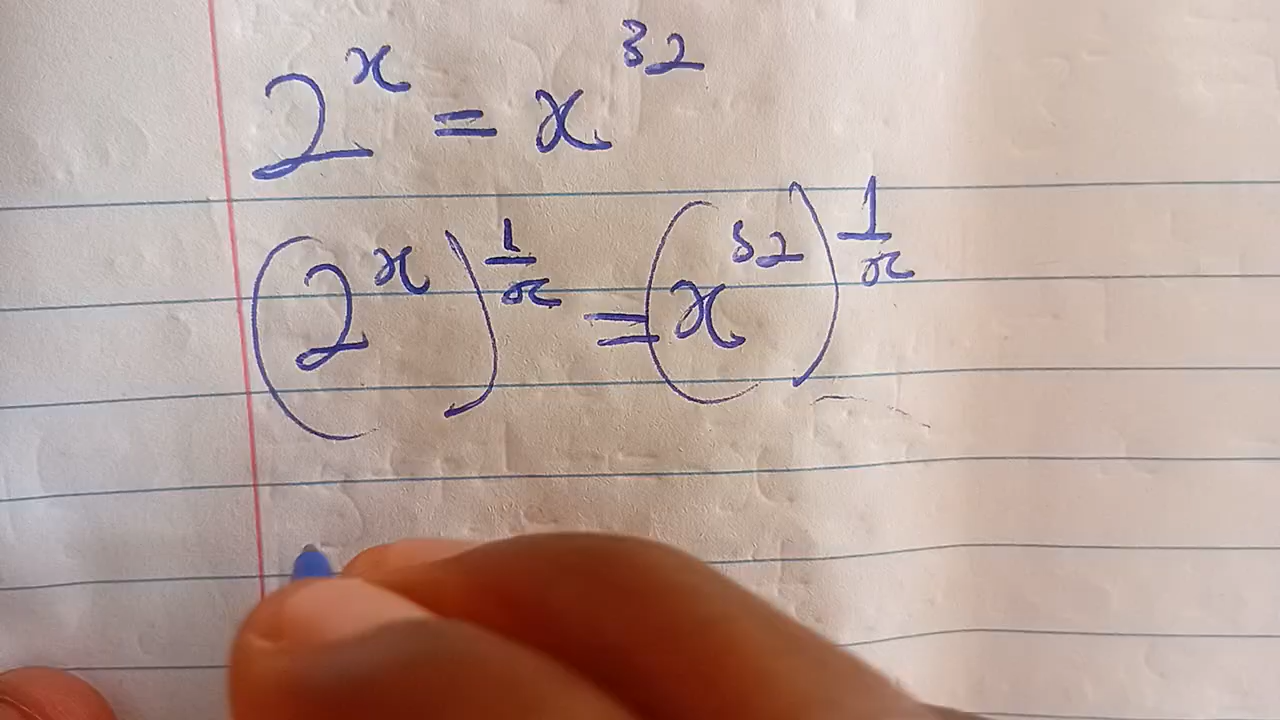 2^x = x^32
(2^x)^(1/x) = (x^32)^(1/x)